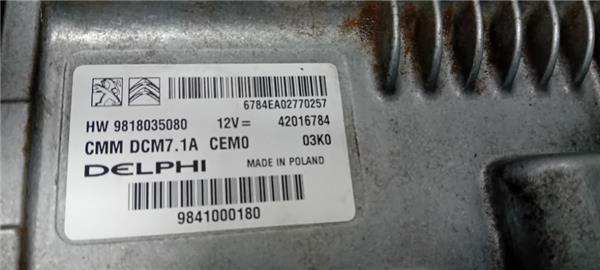 6784EA02770257
HW 9818035080 12V= 42016784
CMM DCM7.1A CEM0 03K0
DELPHI MADE IN POLAND
9841000180